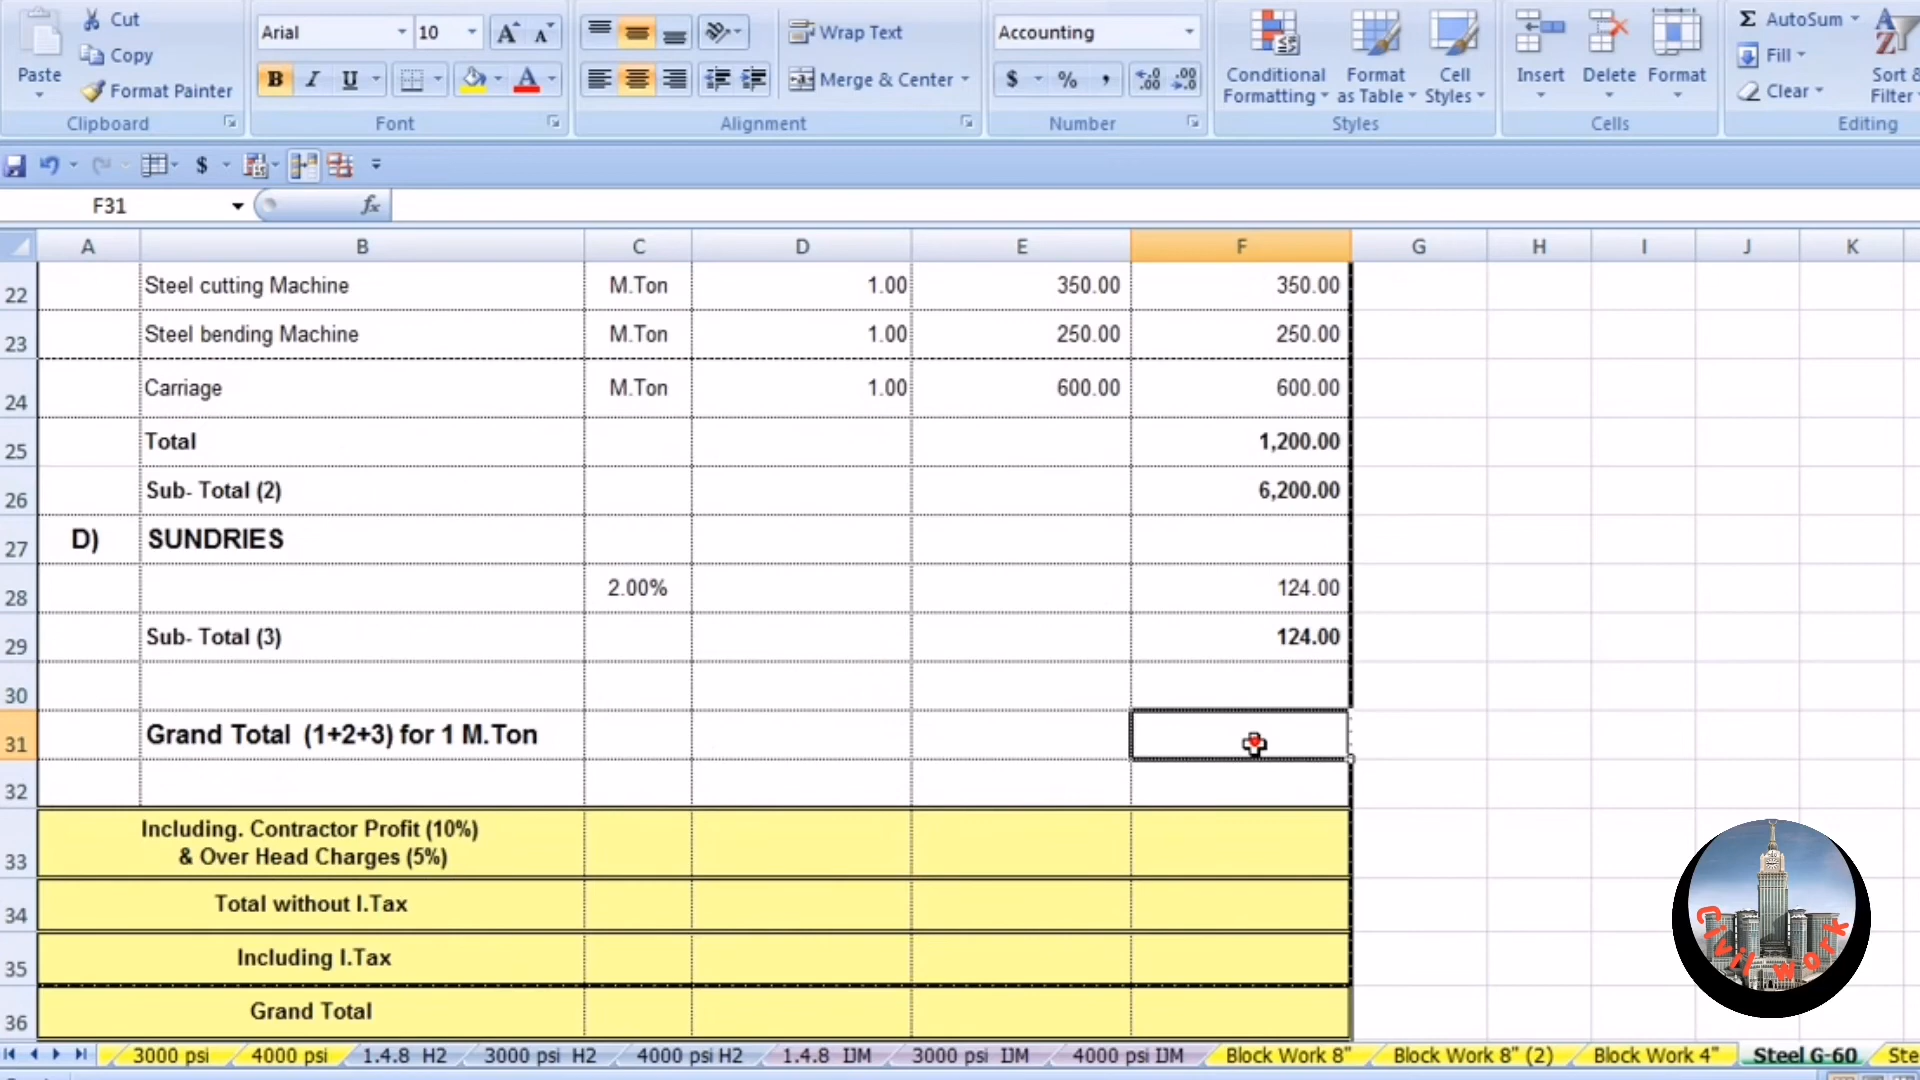 Cut
Arial 10 Wrap Text Accounting Σ AutoSum
Copy Fill
Paste Conditional Format Cell Insert Delete Format Sort &
Format Painter B I U Merge & Center $ % , Formatting as Table Styles Clear Filter
Clipboard Font Alignment Number Styles Cells Editing
$
F31 fx
A B C D E F G H I J K
22 Steel cutting Machine M.Ton 1.00 350.00 350.00
23 Steel bending Machine M.Ton 1.00 250.00 250.00
24 Carriage M.Ton 1.00 600.00 600.00
25 Total 1,200.00
26 Sub- Total (2) 6,200.00
27 D) SUNDRIES
28 2.00% 124.00
29 Sub- Total (3) 124.00
30
31 Grand Total (1+2+3) for 1 M.Ton
32
Including. Contractor Profit (10%)
33 & Over Head Charges (5%)
34 Total without I.Tax
35 Including I.Tax
36 Grand Total
Civil work
3000 psi 4000 psi 1.4.8 H2 3000 psi H2 4000 psi H2 1.4.8 IJM 3000 psi IJM 4000 psi IJM Block Work 8" Block Work 8" (2) Block Work 4" Steel G-60 Ste